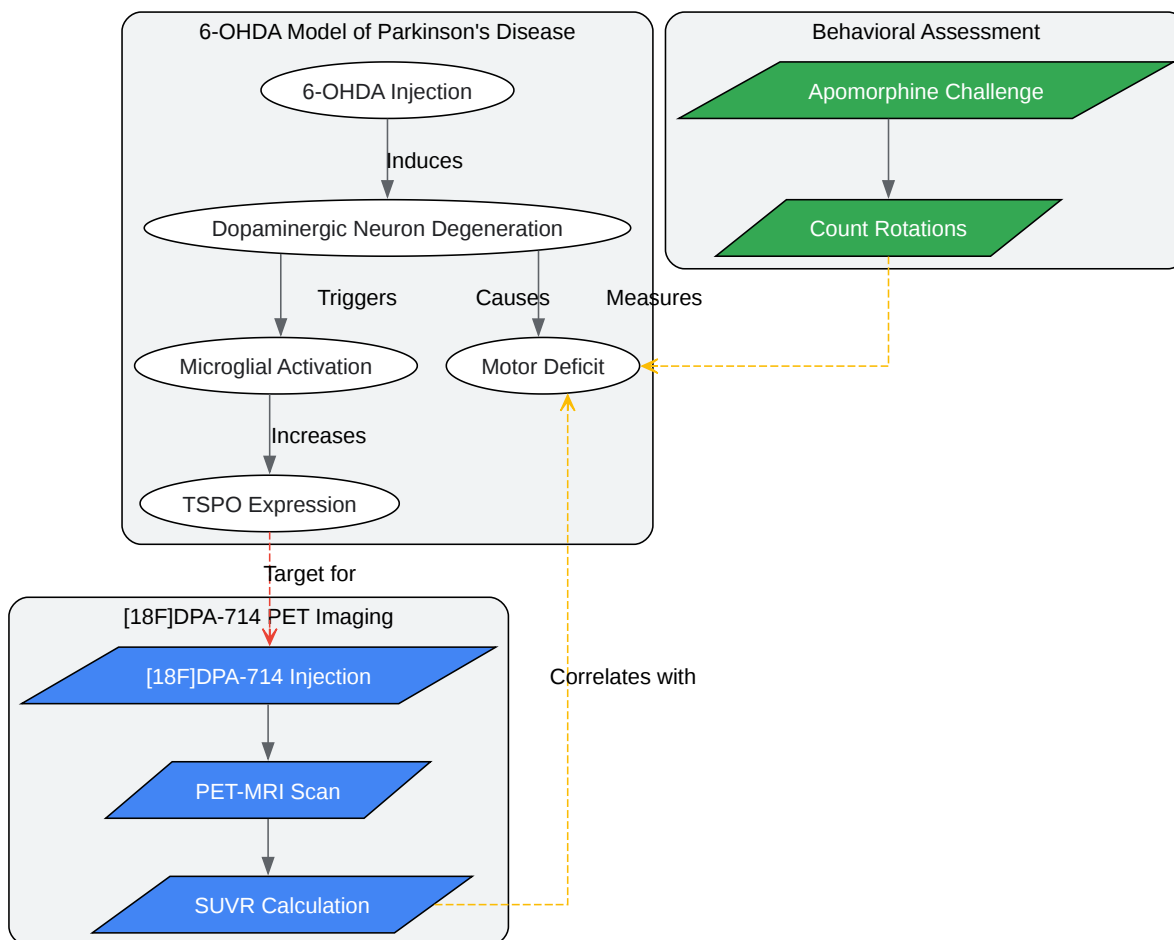 6-OHDA Model of Parkinson's Disease
6-OHDA Injection
Induces
Dopaminergic Neuron Degeneration
Triggers
Causes
Microglial Activation
Motor Deficit
Increases
TSPO Expression
Behavioral Assessment
Apomorphine Challenge
Count Rotations
Measures
Target for
[18F]DPA-714 PET Imaging
[18F]DPA-714 Injection
PET-MRI Scan
SUVR Calculation
Correlates with